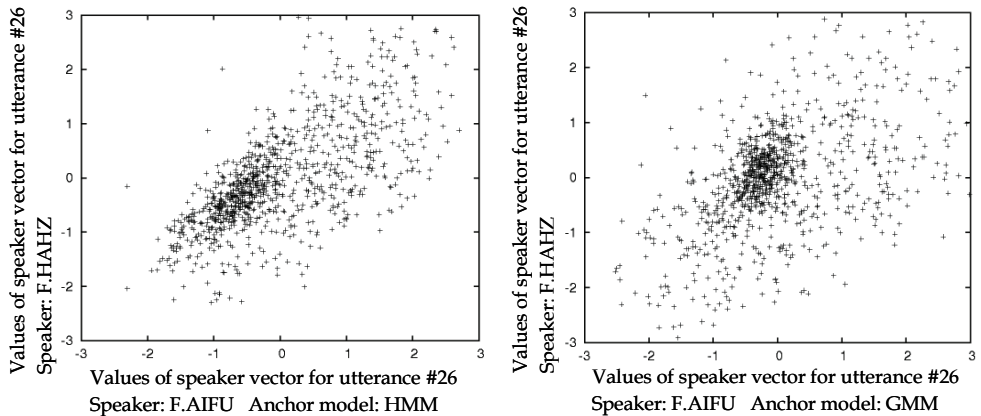 Values of speaker vector for utterance #26
Speaker: F.HAHZ
3
2
1
0
-1
-2
-3
-3 -2 -1 0 1 2 3
Values of speaker vector for utterance #26
Speaker: F.AIFU Anchor model: HMM
Values of speaker vector for utterance #26
Speaker: F.HAHZ
3
2
1
0
-1
-2
-3
-3 -2 -1 0 1 2 3
Values of speaker vector for utterance #26
Speaker: F.AIFU Anchor model: GMM